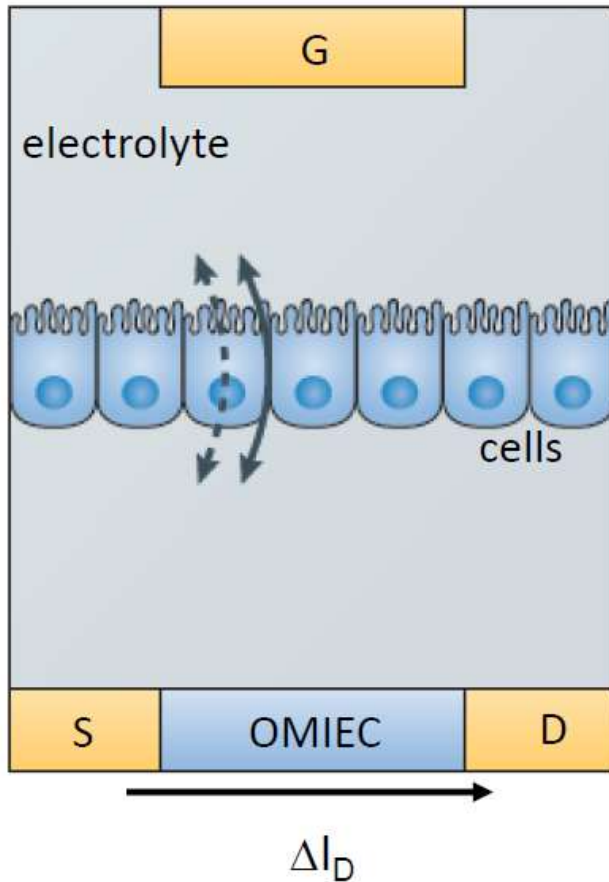 G
electrolyte
cells
S
OMIEC
D
ΔI_D